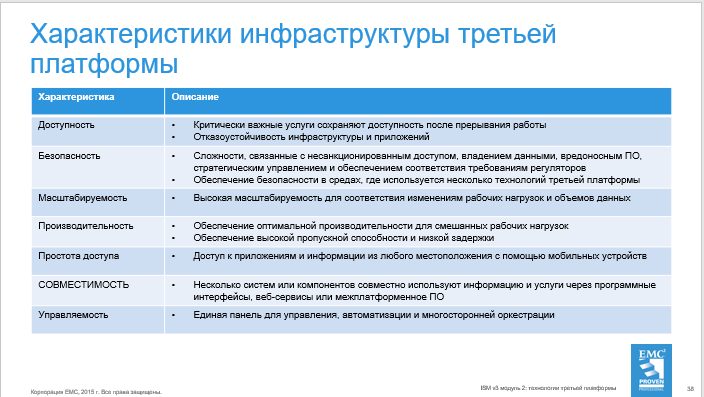 Характеристики инфраструктуры третьей
платформы
Характеристика Описание
Доступность • Критически важные услуги сохраняют доступность после прерывания работы
• Отказоустойчивость инфраструктуры и приложений
Безопасность • Сложности, связанные с несанкционированным доступом, владением данными, вредоносным ПО,
стратегическим управлением и обеспечением соответствия требованиям регуляторов
• Обеспечение безопасности в средах, где используется несколько технологий третьей платформы
Масштабируемость • Высокая масштабируемость для соответствия изменениям рабочих нагрузок и объемов данных
Производительность • Обеспечение оптимальной производительности для смешанных рабочих нагрузок
• Обеспечение высокой пропускной способности и низкой задержки
Простота доступа • Доступ к приложениям и информации из любого местоположения с помощью мобильных устройств
СОВМЕСТИМОСТЬ • Несколько систем или компонентов совместно используют информацию и услуги через программные
интерфейсы, веб-сервисы или межплатформенное ПО
Управляемость • Единая панель для управления, автоматизации и многосторонней оркестрации
EMC²
PROVEN
PROFESSIONAL
Корпорация EMC, 2015 г. Все права защищены.
ISM v3 модуль 2: технологии третьей платформы 38